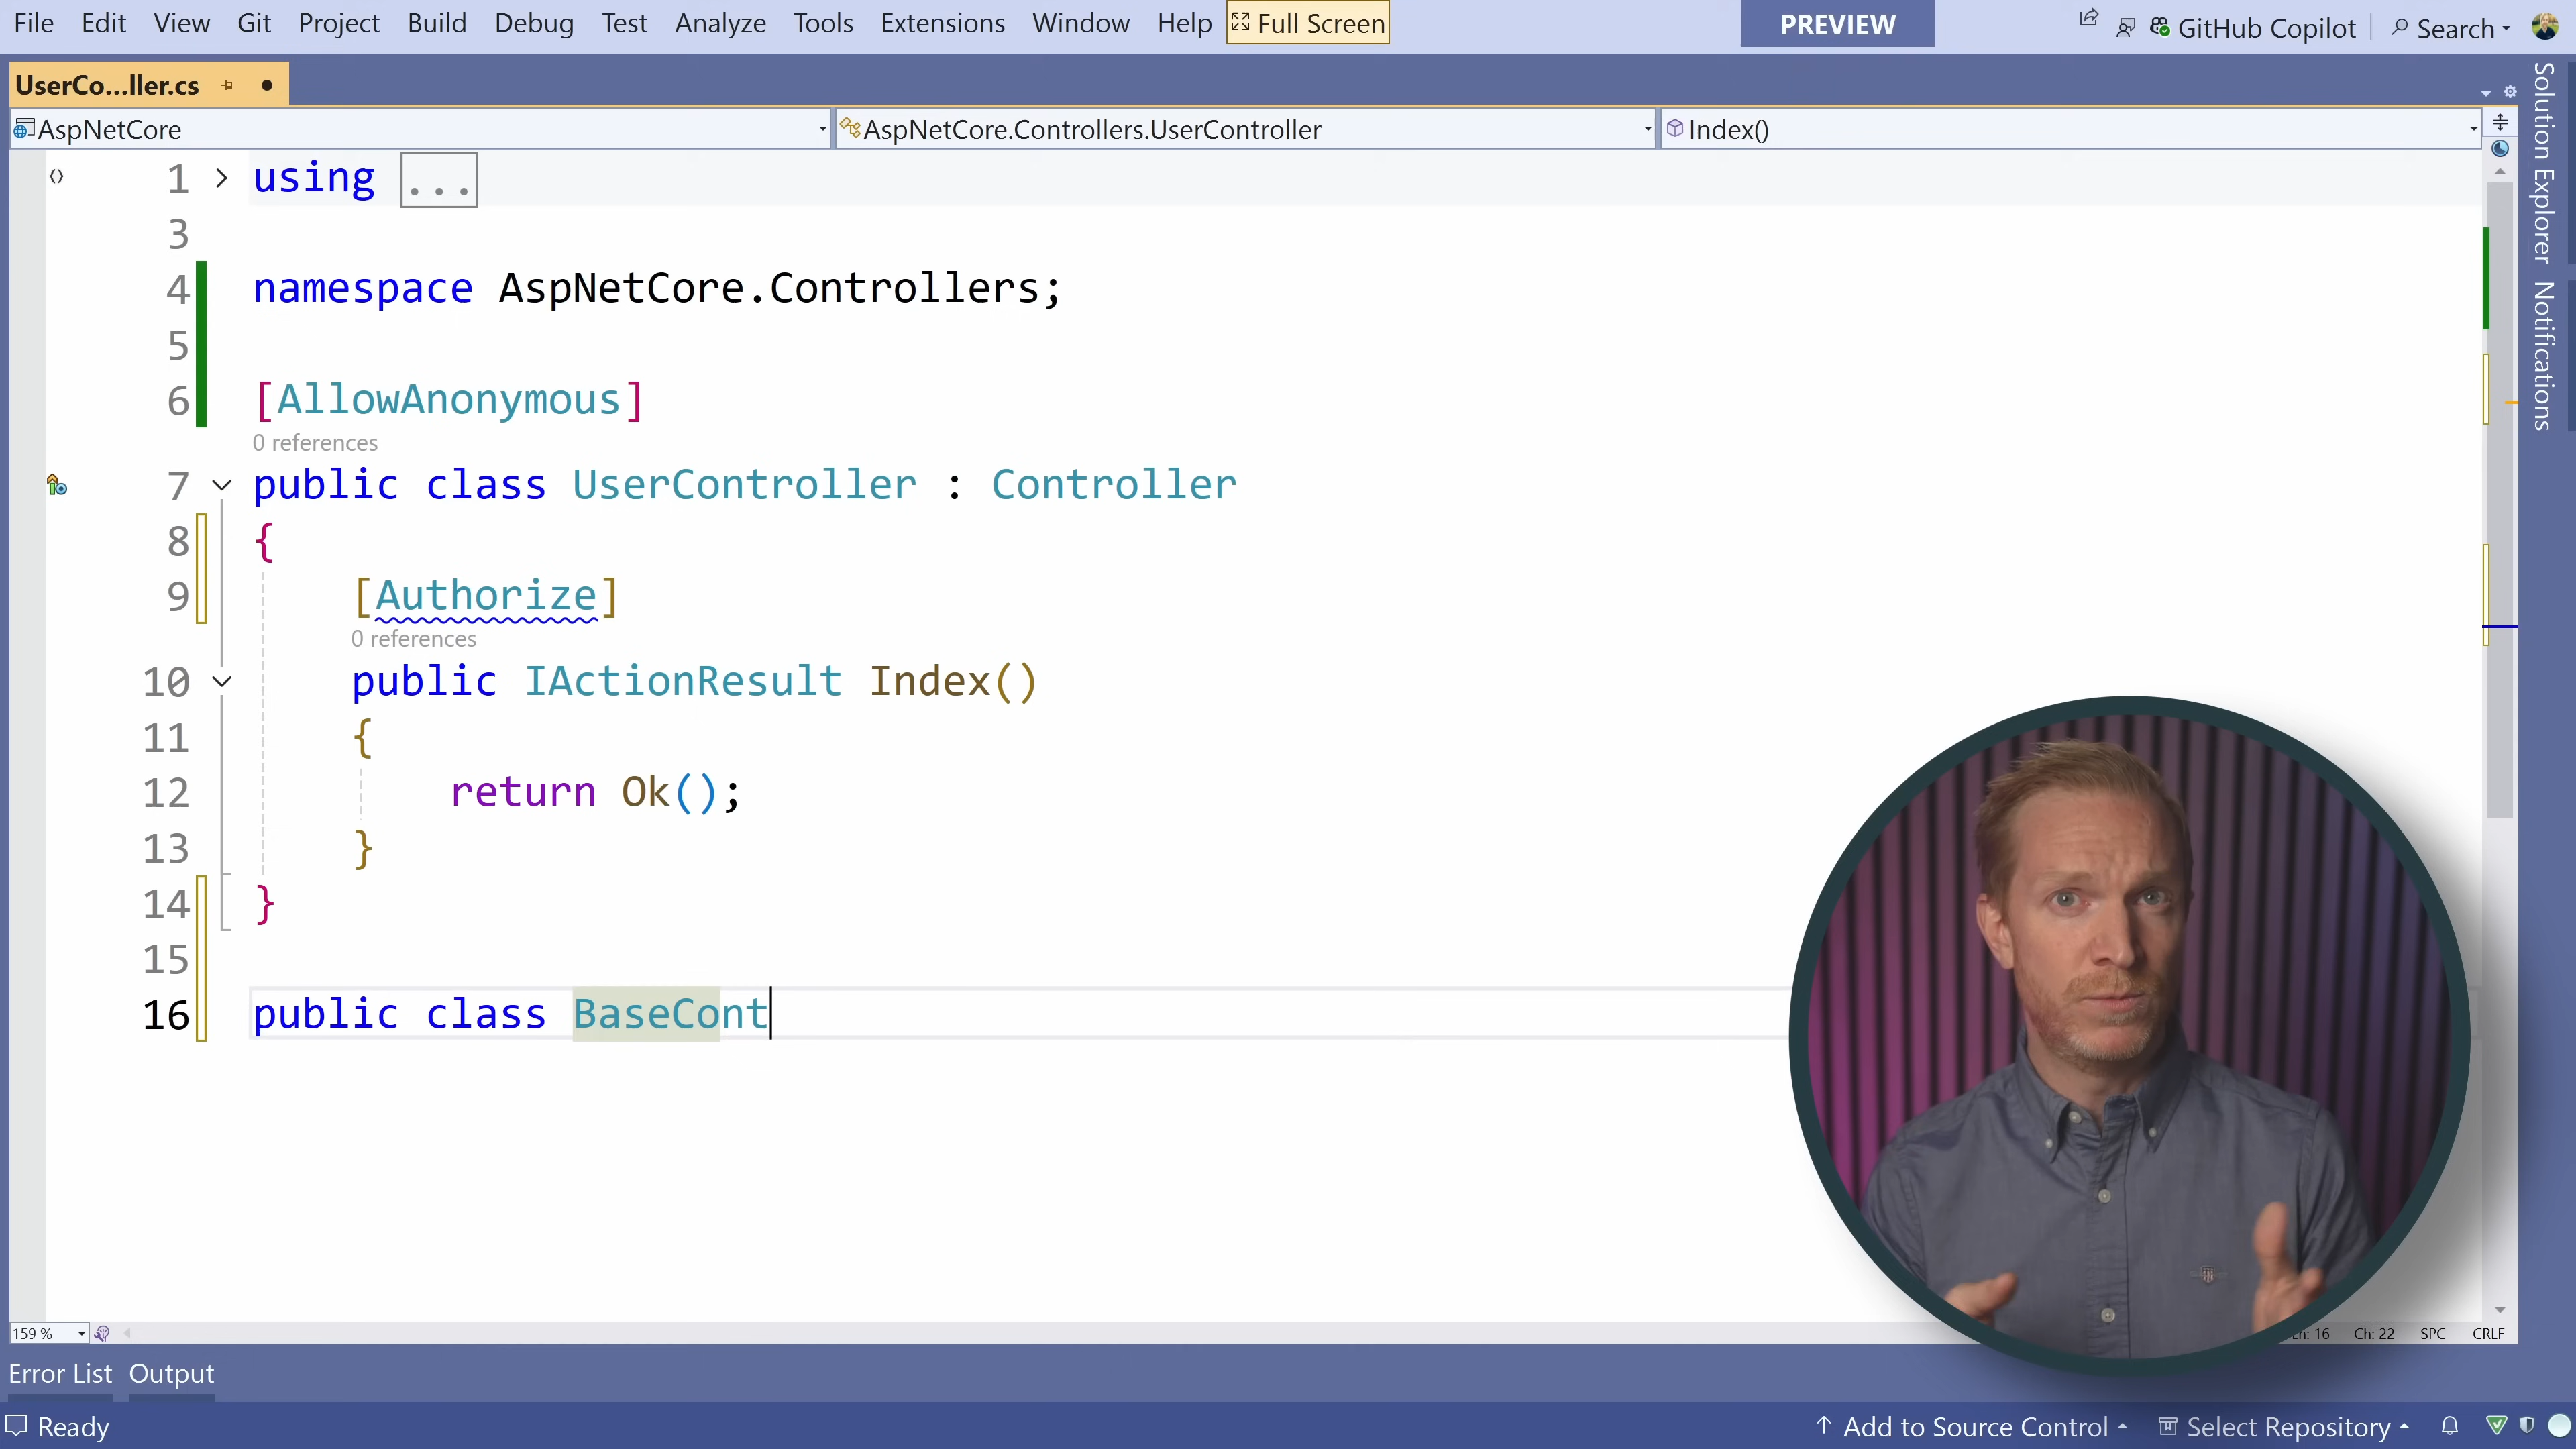 File Edit View Git Project Build Debug Test Analyze Tools Extensions Window Help Full Screen PREVIEW GitHub Copilot Search
UserCo...ller.cs
AspNetCore AspNetCore.Controllers.UserController Index()
1 using ...
3
4 namespace AspNetCore.Controllers;
5
6 [AllowAnonymous]
0 references
7 public class UserController : Controller
8 {
9 [Authorize]
0 references
10 public IActionResult Index()
11 {
12 return Ok();
13 }
14 }
15
16 public class BaseCont
159 % Ln: 16 Ch: 22 SPC CRLF
Error List Output
Ready Add to Source Control Select Repository
Solution Explorer
Notifications